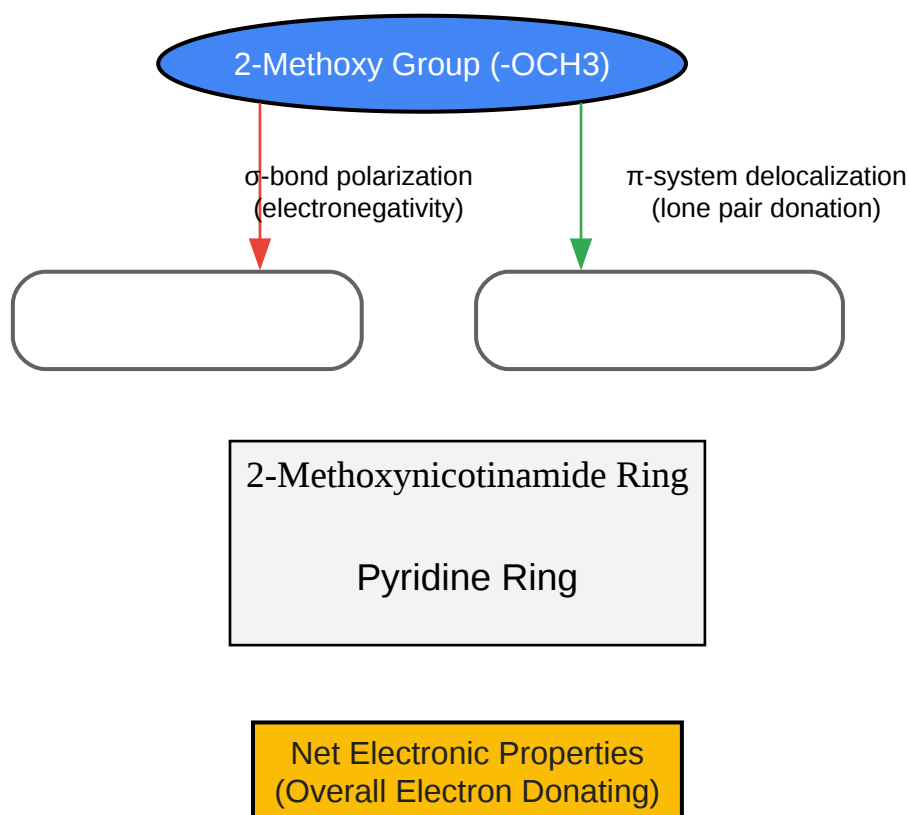 2-Methoxy Group (-OCH3)
σ-bond polarization
(electronegativity)
π-system delocalization
(lone pair donation)
2-Methoxynicotinamide Ring
Pyridine Ring
Net Electronic Properties
(Overall Electron Donating)